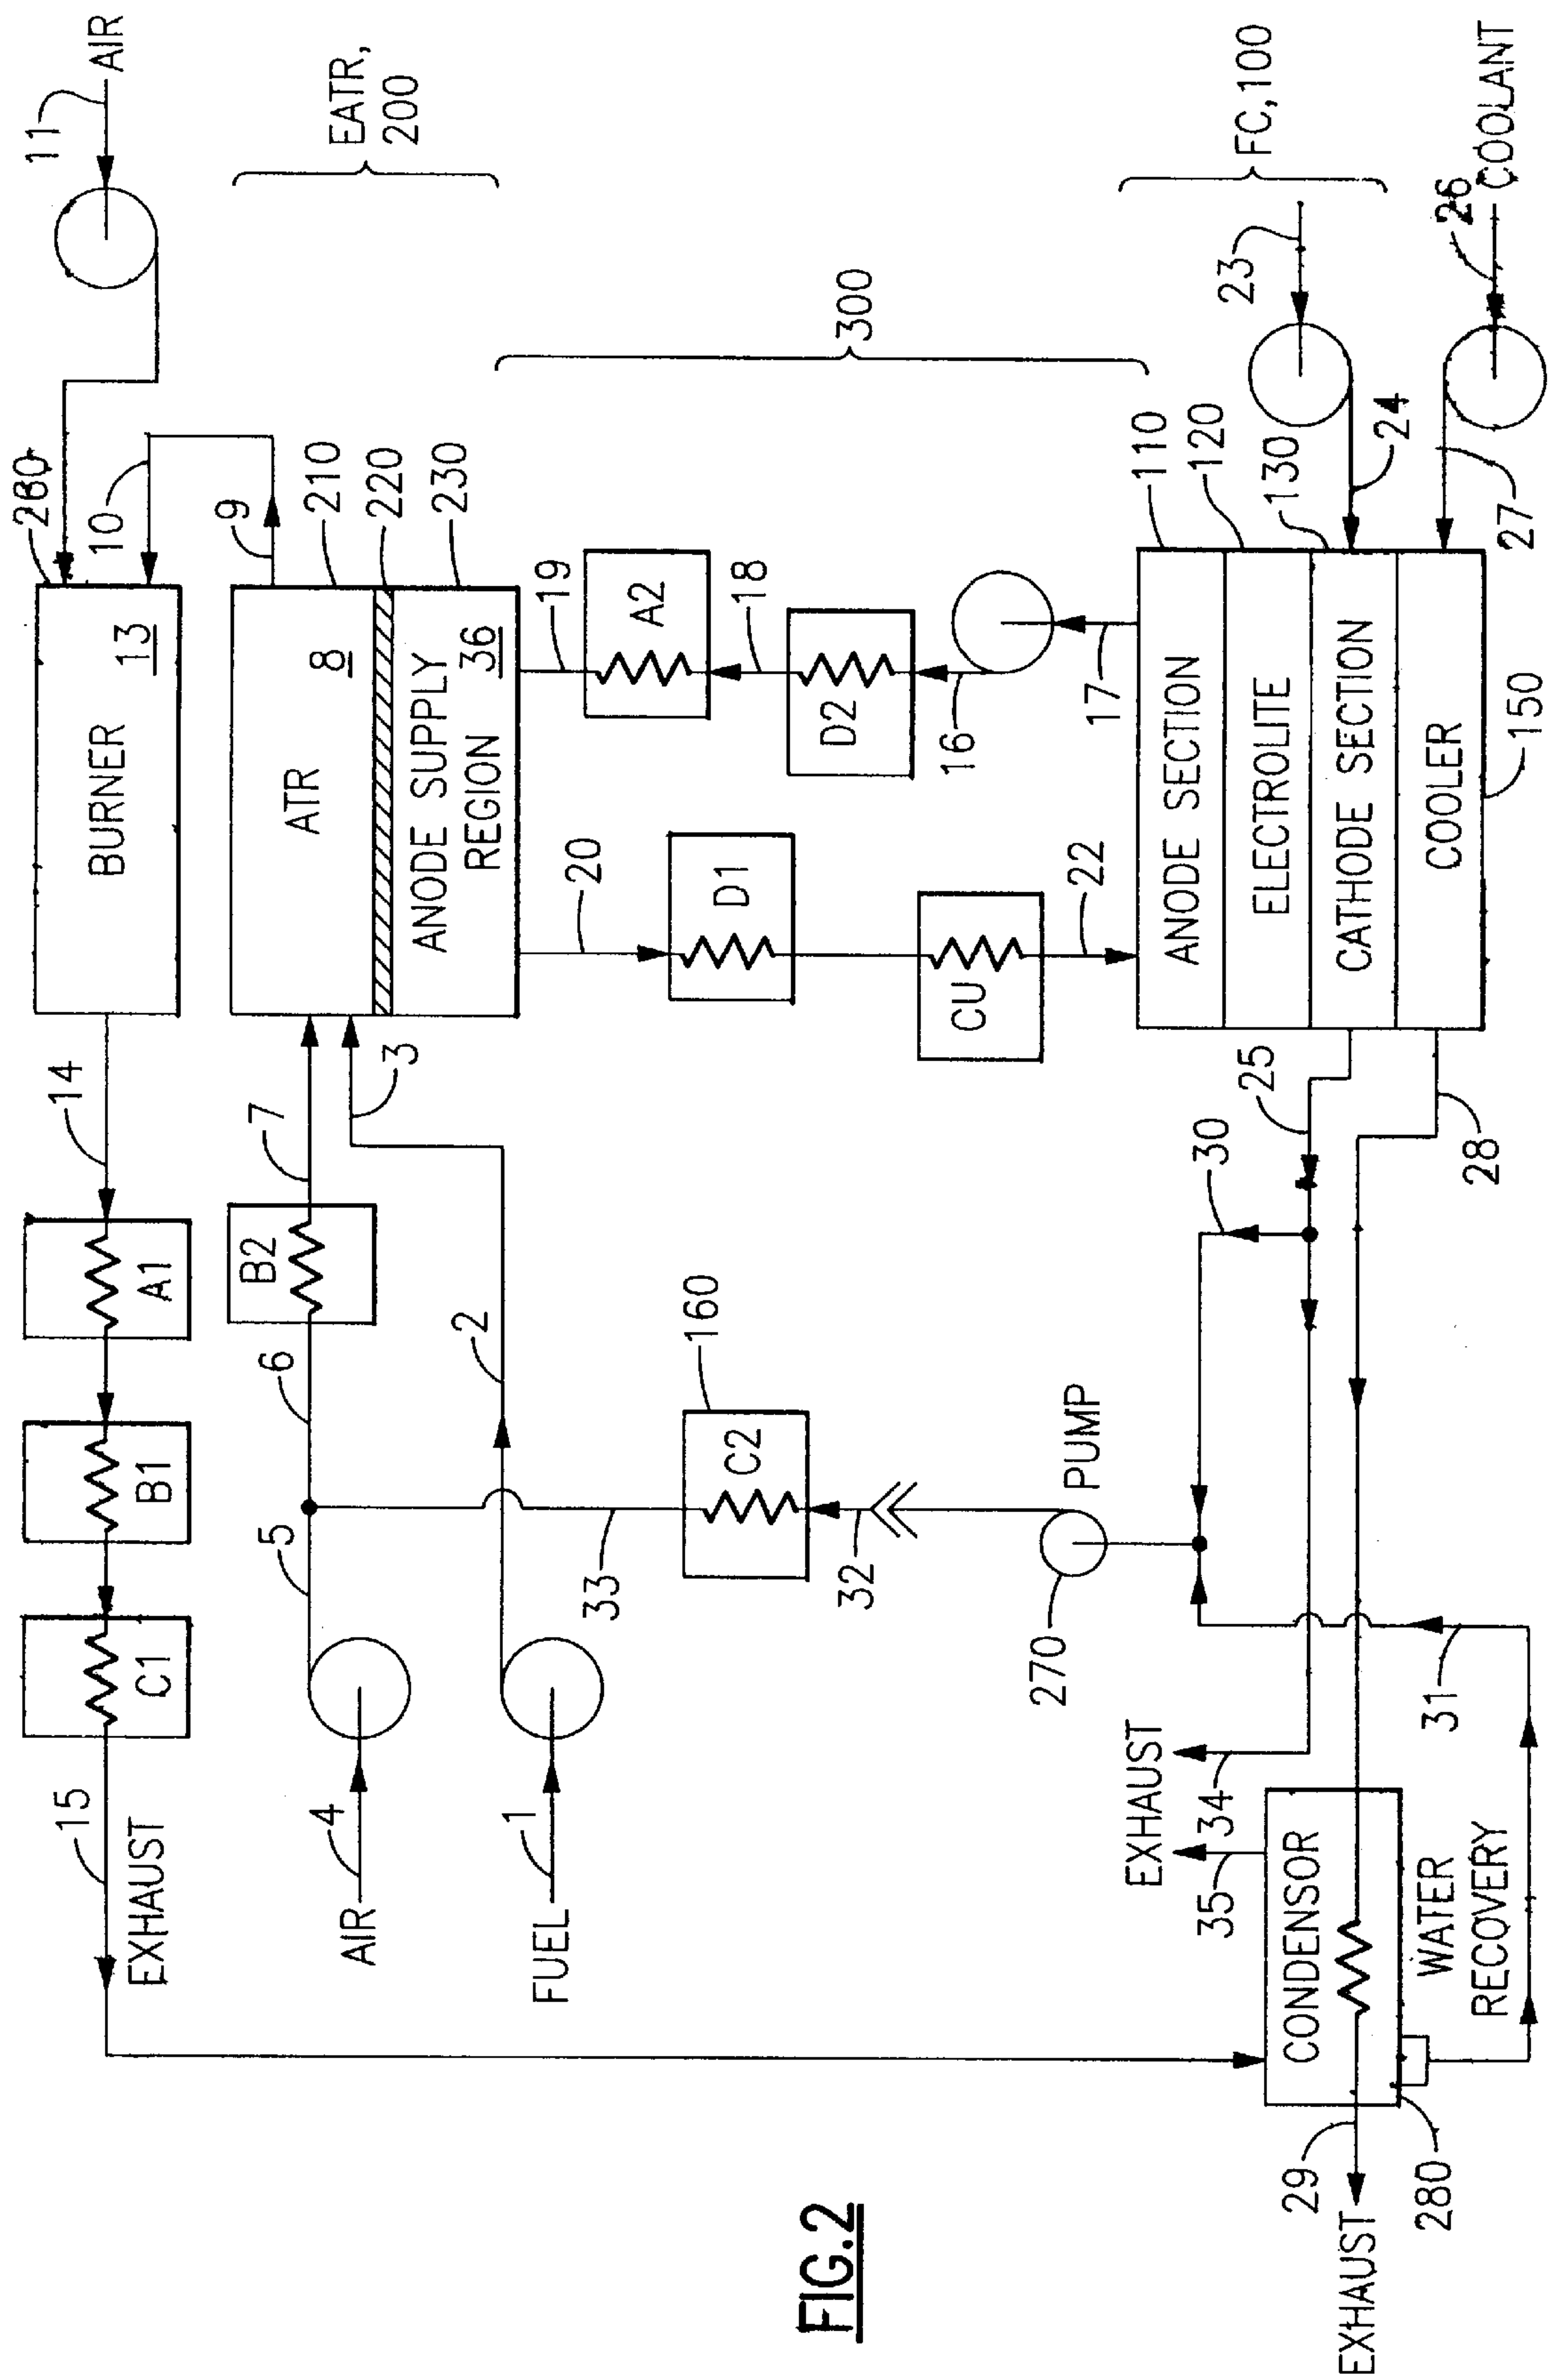 15
14
260
11
EXHAUST
C1
B1
A1
BURNER
13
10
AIR
5
6
B2
7
9
4
AIR
EATR,
200
ATR
8
210
1
FUEL
2
3
220
ANODE SUPPLY
REGION
36
230
33
C2
160
20
D1
19
A2
18
D2
300
32
CU
16
270
PUMP
22
17
FIG.2
EXHAUST
34
35
30
25
ANODE SECTION
110
ELECTROLITE
120
CATHODE SECTION
130
COOLER
150
23
FC,100
24
26
COOLANT
27
28
29
CONDENSOR
EXHAUST
280
WATER
RECOVERY
31